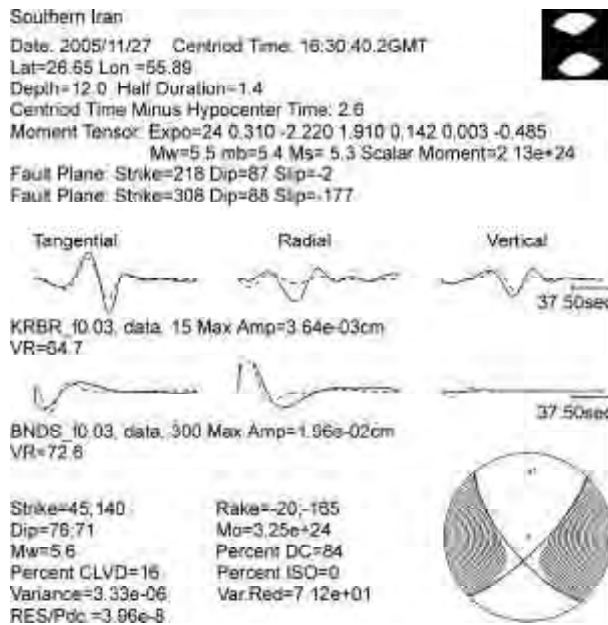 Southern Iran
Date: 2005/11/27 Centriod Time: 16:30:40.2GMT
Lat=26.65 Lon =55.89
Depth=12.0 Half Duration=1.4
Centriod Time Minus Hypocenter Time: 2.6
Moment Tensor: Expo=24 0.310 -2.220 1.910 0.142 0.003 -0.485
Mw=5.5 mb=5.4 Ms= 5.3 Scalar Moment=2.13e+24
Fault Plane: Strike=218 Dip=87 Slip=-2
Fault Plane: Strike=308 Dip=88 Slip=-177
Tangential Radial Vertical
37.50sec
KRBR_f0.03, data, 15 Max Amp=3.64e-03cm
VR=64.7
37.50sec
BNDS_f0.03, data, 300 Max Amp=1.96e-02cm
VR=72.6
Strike=45;140 Rake=-20;-165
Dip=76;71 Mo=3.25e+24
Mw=5.6 Percent DC=84
Percent CLVD=16 Percent ISO=0
Variance=3.33e-06 Var.Red=7.12e+01
RES/Pdc.=3.96e-8